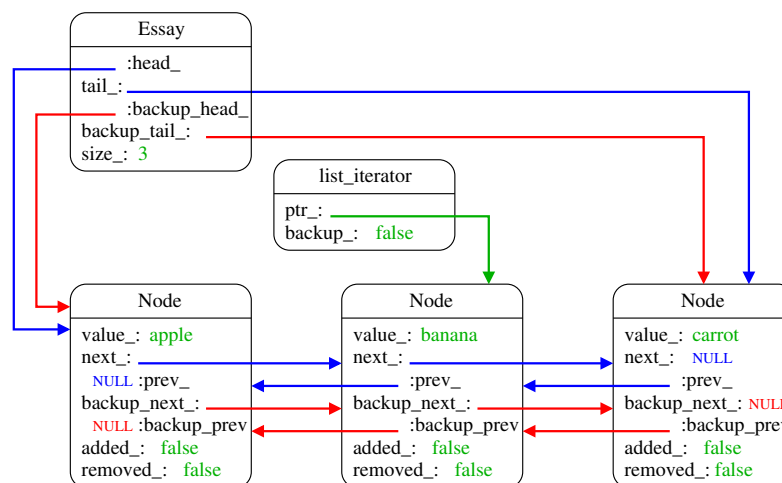 Essay
:head_
tail_:
:backup_head_
backup_tail_:
size_: 3
list_iterator
ptr_:
backup_: false
Node
value_: apple
next_:
NULL :prev_
backup_next_:
NULL :backup_prev
added_: false
removed_: false
Node
value_: banana
next_:
:prev_
backup_next_:
:backup_prev
added_: false
removed_: false
Node
value_: carrot
next_: NULL
:prev_
backup_next_: NULL
:backup_prev
added_: false
removed_: false